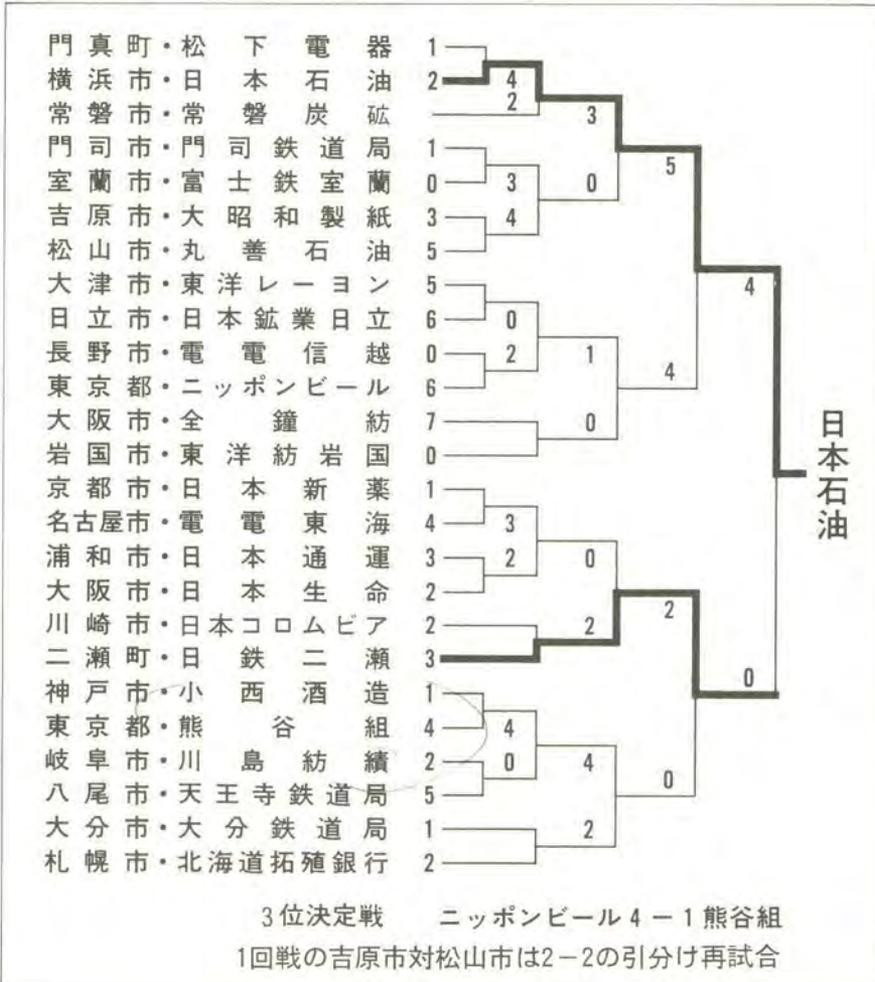 門真町・松下電器 1
横浜市・日本石油 2
常磐市・常磐炭砿
門司市・門司鉄道局 1
室蘭市・富士鉄室蘭 0
吉原市・大昭和製紙 3
松山市・丸善石油 5
大津市・東洋レーヨン 5
日立市・日本鉱業日立 6
長野市・電電信越 0
東京都・ニッポンビール 6
大阪市・全鐘紡 7
岩国市・東洋紡岩国 0
京都市・日本新薬 1
名古屋市・電電東海 4
浦和市・日本通運 3
大阪市・日本生命 2
川崎市・日本コロムビア 2
二瀬町・日鉄二瀬 3
神戸市・小西酒造 1
東京都・熊谷組 4
岐阜市・川島紡績 2
八尾市・天王寺鉄道局 5
大分市・大分鉄道局 1
札幌市・北海道拓殖銀行 2
4
2
3
4
0
2
3
2
4
0
3
0
1
0
0
2
4
2
5
4
2
0
4
0
日本石油
3位決定戦 ニッポンビール 4－1 熊谷組
1回戦の吉原市対松山市は2－2の引分け再試合